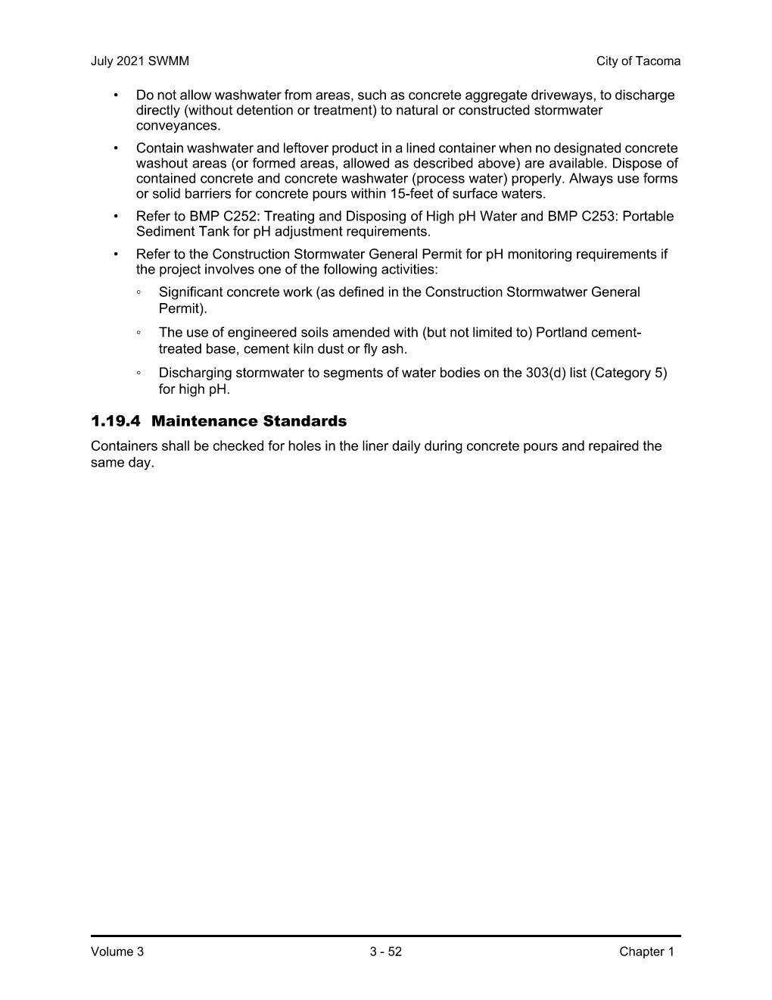 July 2021 SWMM
City of Tacoma
• Do not allow washwater from areas, such as concrete aggregate driveways, to discharge
directly (without detention or treatment) to natural or constructed stormwater
conveyances.
• Contain washwater and leftover product in a lined container when no designated concrete
washout areas (or formed areas, allowed as described above) are available. Dispose of
contained concrete and concrete washwater (process water) properly. Always use forms
or solid barriers for concrete pours within 15-feet of surface waters.
• Refer to BMP C252: Treating and Disposing of High pH Water and BMP C253: Portable
Sediment Tank for pH adjustment requirements.
• Refer to the Construction Stormwater General Permit for pH monitoring requirements if
the project involves one of the following activities:
◦ Significant concrete work (as defined in the Construction Stormwatwer General
Permit).
◦ The use of engineered soils amended with (but not limited to) Portland cement-
treated base, cement kiln dust or fly ash.
◦ Discharging stormwater to segments of water bodies on the 303(d) list (Category 5)
for high pH.
1.19.4 Maintenance Standards
Containers shall be checked for holes in the liner daily during concrete pours and repaired the
same day.
Volume 3
3 - 52
Chapter 1